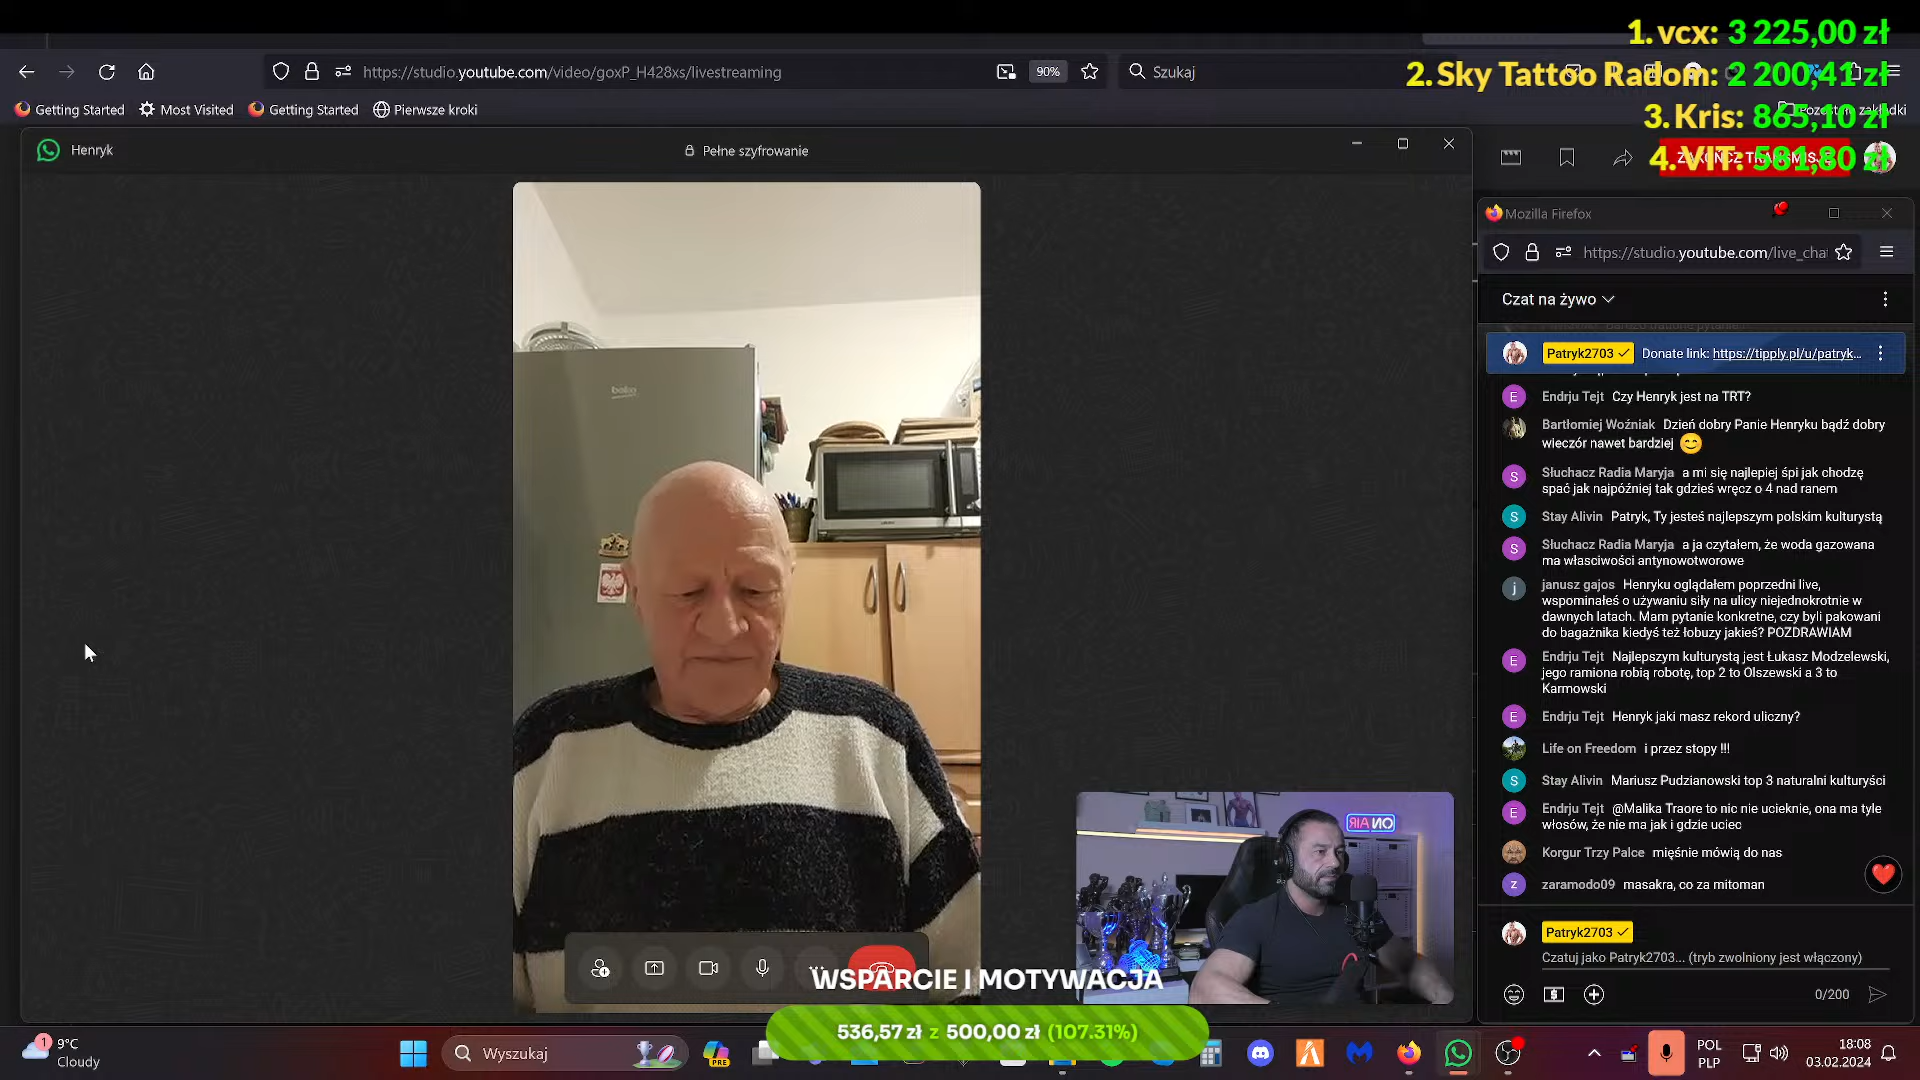 1. vcx: 3 225,00 zł
2. Sky Tattoo Radom: 2 200,41 zł
3. Kris: 865,10 zł
4. VIT: 581,80 zł
https://studio.youtube.com/video/goxP_H428xs/livestreaming
90%
Szukaj
Getting Started
Most Visited
Getting Started
Pierwsze kroki
Henryk
Pełne szyfrowanie
beko
ON AIR
Mozilla Firefox
https://studio.youtube.com/live_cha
Czat na żywo
Patryk2703 Donate link: https://tipply.pl/u/patryk...
Endrju Tejt Czy Henryk jest na TRT?
Bartłomiej Woźniak Dzień dobry Panie Henryku bądź dobry
wieczór nawet bardziej 😊
Słuchacz Radia Maryja a mi się najlepiej śpi jak chodzę
spać jak najpóźniej tak gdzieś wręcz o 4 nad ranem
Stay Alivin Patryk, Ty jesteś najlepszym polskim kulturystą
Słuchacz Radia Maryja a ja czytałem, że woda gazowana
ma własciwości antynowotworowe
janusz gajos Henryku oglądałem poprzedni live,
wspominałeś o używaniu siły na ulicy niejednokrotnie w
dawnych latach. Mam pytanie konkretne, czy byli pakowani
do bagażnika kiedyś też łobuzy jakieś? POZDRAWIAM
Endrju Tejt Najlepszym kulturystą jest Łukasz Modzelewski,
jego ramiona robią robotę, top 2 to Olszewski a 3 to
Karmowski
Endrju Tejt Henryk jaki masz rekord uliczny?
Life on Freedom i przez stopy !!!
Stay Alivin Mariusz Pudzianowski top 3 naturalni kulturyści
Endrju Tejt @Malika Traore to nic nie ucieknie, ona ma tyle
włosów, że nie ma jak i gdzie uciec
Korgur Trzy Palce mięśnie mówią do nas
zaramodo09 masakra, co za mitoman
Patryk2703
Czatuj jako Patryk2703... (tryb zwolniony jest włączony)
0/200
WSPARCIE I MOTYWACJA
536,57 zł z 500,00 zł (107.31%)
1
9°C
Cloudy
Wyszukaj
PRE
POL
PLP
18:08
03.02.2024